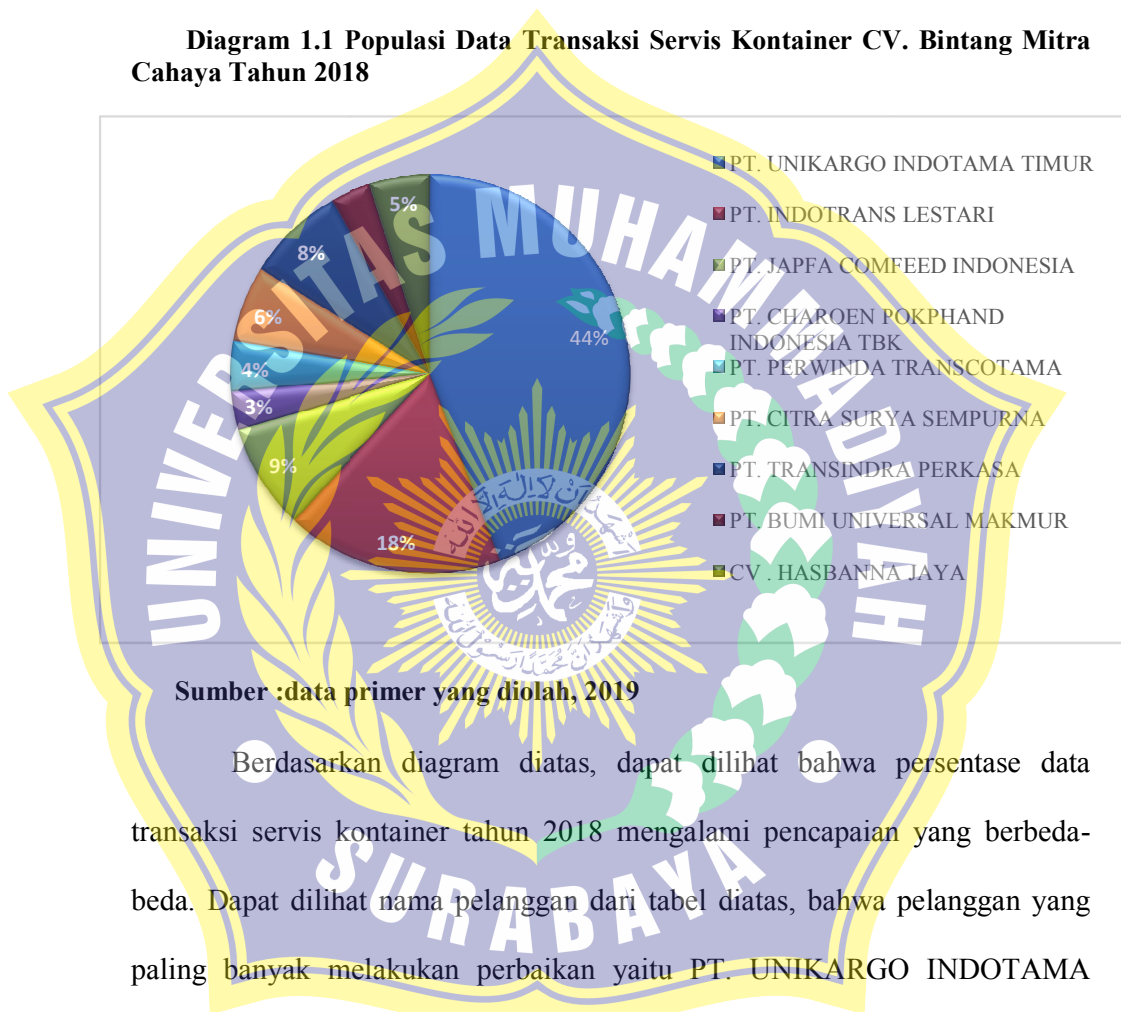 Diagram 1.1 Populasi Data Transaksi Servis Kontainer CV. Bintang Mitra
Cahaya Tahun 2018
PT. UNIKARGO INDOTAMA TIMUR
PT. INDOTRANS LESTARI
PT. JAPFA COMFEED INDONESIA
PT. CHAROEN POKPHAND
INDONESIA TBK
PT. PERWINDA TRANSCOTAMA
PT. CITRA SURYA SEMPURNA
PT. TRANSINDRA PERKASA
PT. BUMI UNIVERSAL MAKMUR
CV . HASBANNA JAYA
5%
8%
44%
6%
4%
3%
9%
18%
UNIVERSITAS MUHAMMADIYAH
SURABAYA
Sumber :data primer yang diolah, 2019
Berdasarkan diagram diatas, dapat dilihat bahwa persentase data
transaksi servis kontainer tahun 2018 mengalami pencapaian yang berbeda-
beda. Dapat dilihat nama pelanggan dari tabel diatas, bahwa pelanggan yang
paling banyak melakukan perbaikan yaitu PT. UNIKARGO INDOTAMA